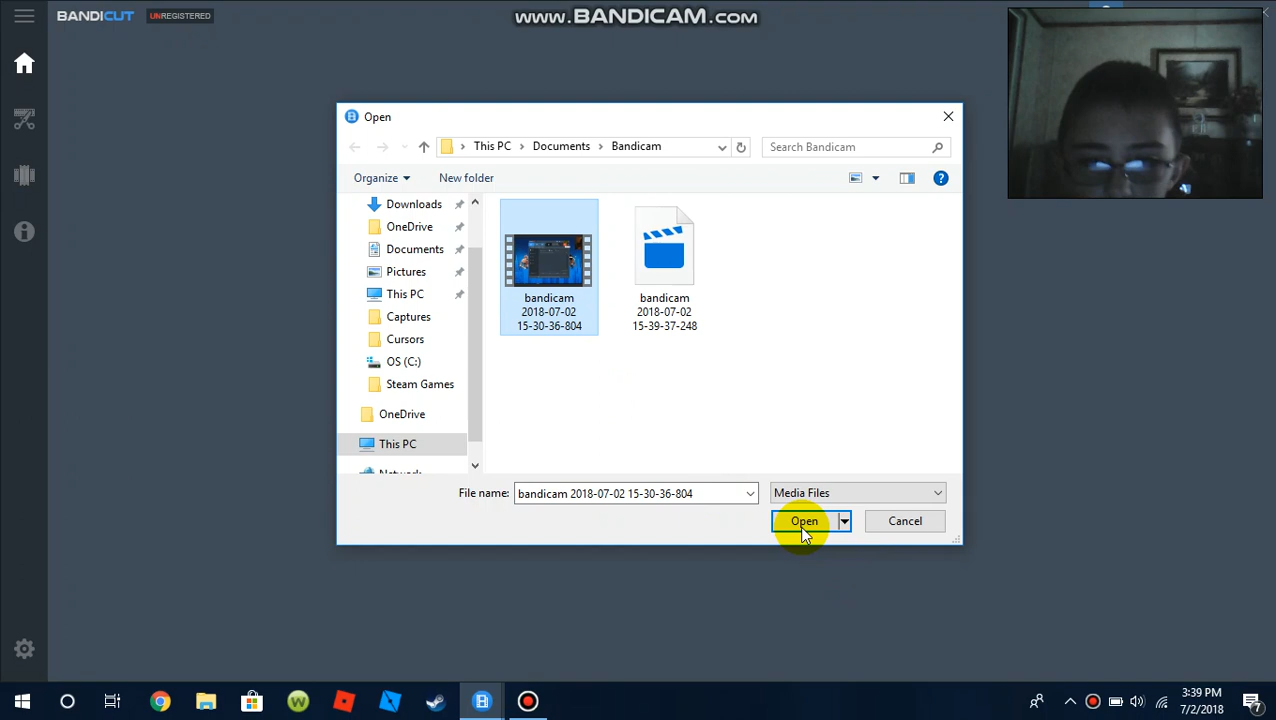 BANDICUT UNREGISTERED
www.BANDICAM.com
Open
This PC Documents Bandicam
Search Bandicam
Organize
New folder
Downloads
OneDrive
Documents
Pictures
This PC
Captures
Cursors
OS (C:)
Steam Games
OneDrive
This PC
Network
bandicam
2018-07-02
15-30-36-804
bandicam
2018-07-02
15-39-37-248
File name: bandicam 2018-07-02 15-30-36-804
Media Files
Open
Cancel
3:39 PM
7/2/2018
7